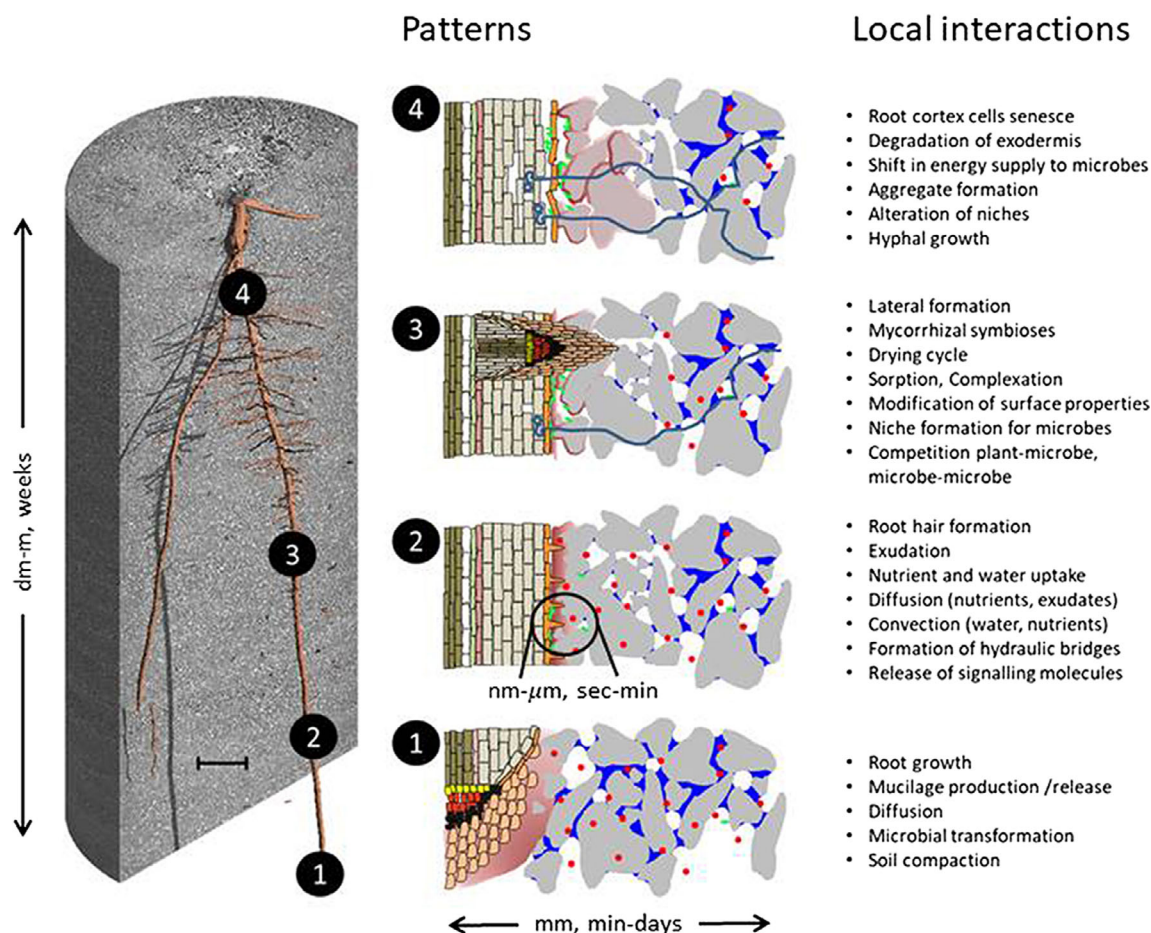 Patterns
Local interactions
4
Root cortex cells senesce
Degradation of exodermis
Shift in energy supply to microbes
Aggregate formation
Alteration of niches
Hyphal growth
4
3
Lateral formation
Mycorrhizal symbioses
Drying cycle
Sorption, Complexation
Modification of surface properties
Niche formation for microbes
Competition plant-microbe,
microbe-microbe
dm-m, weeks
3
2
Root hair formation
Exudation
Nutrient and water uptake
Diffusion (nutrients, exudates)
Convection (water, nutrients)
Formation of hydraulic bridges
Release of signalling molecules
nm-μm, sec-min
2
1
Root growth
Mucilage production /release
Diffusion
Microbial transformation
Soil compaction
1
mm, min-days